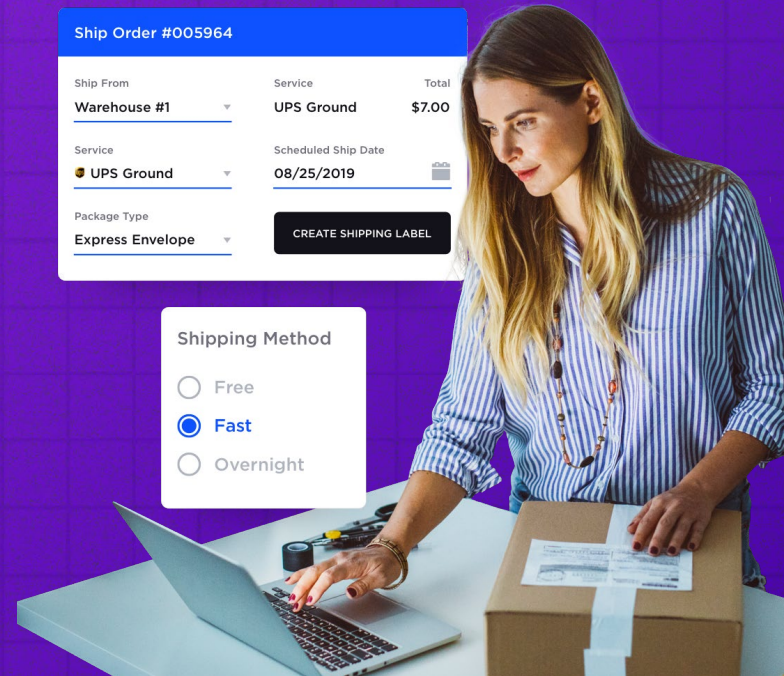 Ship Order #005964
Ship From
Warehouse #1
Service
UPS Ground
Total
$7.00
Service
UPS Ground
Scheduled Ship Date
08/25/2019
Package Type
Express Envelope
CREATE SHIPPING LABEL
Shipping Method
Free
Fast
Overnight